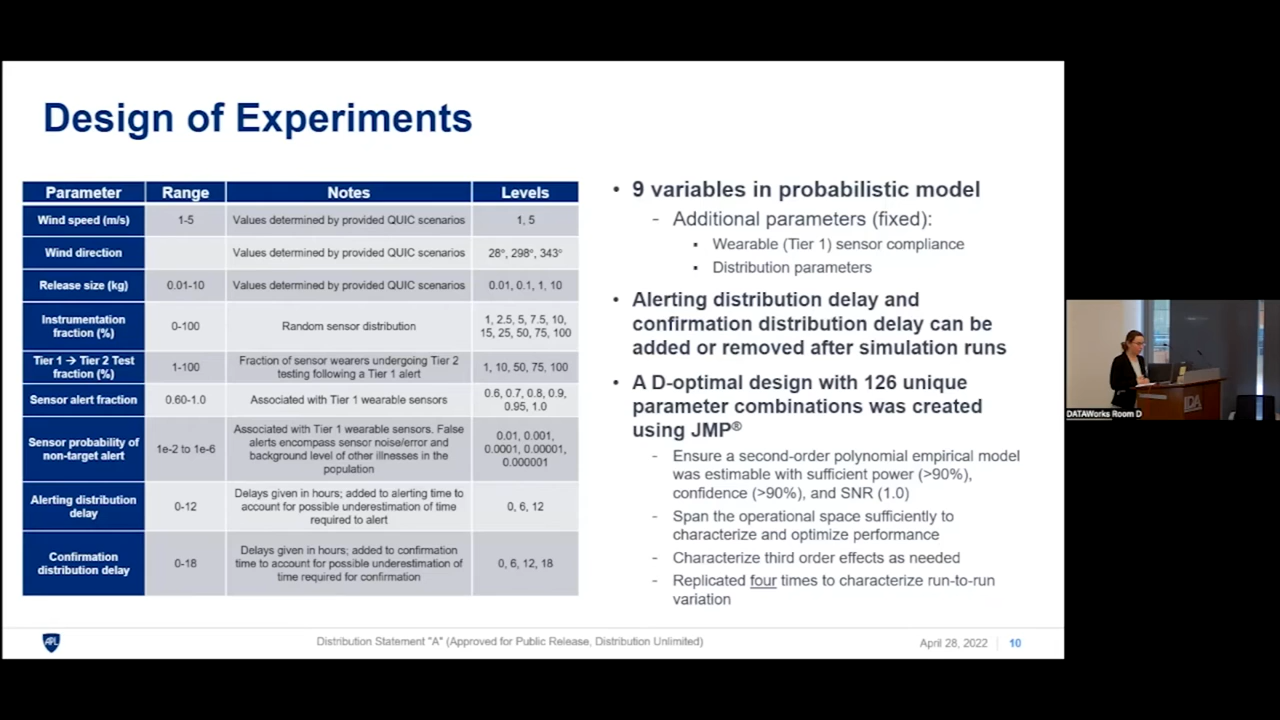 Design of Experiments
Parameter Range Notes Levels
Wind speed (m/s) 1-5 Values determined by provided QUIC scenarios 1, 5
Wind direction Values determined by provided QUIC scenarios 28°, 298°, 343°
Release size (kg) 0.01-10 Values determined by provided QUIC scenarios 0.01, 0.1, 1, 10
Instrumentation
fraction (%)
0-100
Random sensor distribution
1, 2.5, 5, 7.5, 10,
15, 25, 50, 75, 100
Tier 1 → Tier 2 Test
fraction (%)
1-100
Fraction of sensor wearers undergoing Tier 2
testing following a Tier 1 alert
1, 10, 50, 75, 100
Sensor alert fraction
0.60-1.0
Associated with Tier 1 wearable sensors
0.6, 0.7, 0.8, 0.9,
0.95, 1.0
Sensor probability of
non-target alert
1e-2 to 1e-6
Associated with Tier 1 wearable sensors. False
alerts encompass sensor noise/error and
background level of other illnesses in the
population
0.01, 0.001,
0.0001, 0.00001,
0.000001
Alerting distribution
delay
0-12
Delays given in hours; added to alerting time to
account for possible underestimation of time
required to alert
0, 6, 12
Confirmation
distribution delay
0-18
Delays given in hours; added to confirmation
time to account for possible underestimation of
time required for confirmation
0, 6, 12, 18
• 9 variables in probabilistic model
- Additional parameters (fixed):
▪ Wearable (Tier 1) sensor compliance
▪ Distribution parameters
• Alerting distribution delay and
confirmation distribution delay can be
added or removed after simulation runs
• A D-optimal design with 126 unique
parameter combinations was created
using JMP®
- Ensure a second-order polynomial empirical model
was estimable with sufficient power (>90%),
confidence (>90%), and SNR (1.0)
- Span the operational space sufficiently to
characterize and optimize performance
- Characterize third order effects as needed
- Replicated four times to characterize run-to-run
variation
APL
Distribution Statement "A" (Approved for Public Release, Distribution Unlimited)
April 28, 2022 | 10
IDA
DATAWorks Room D